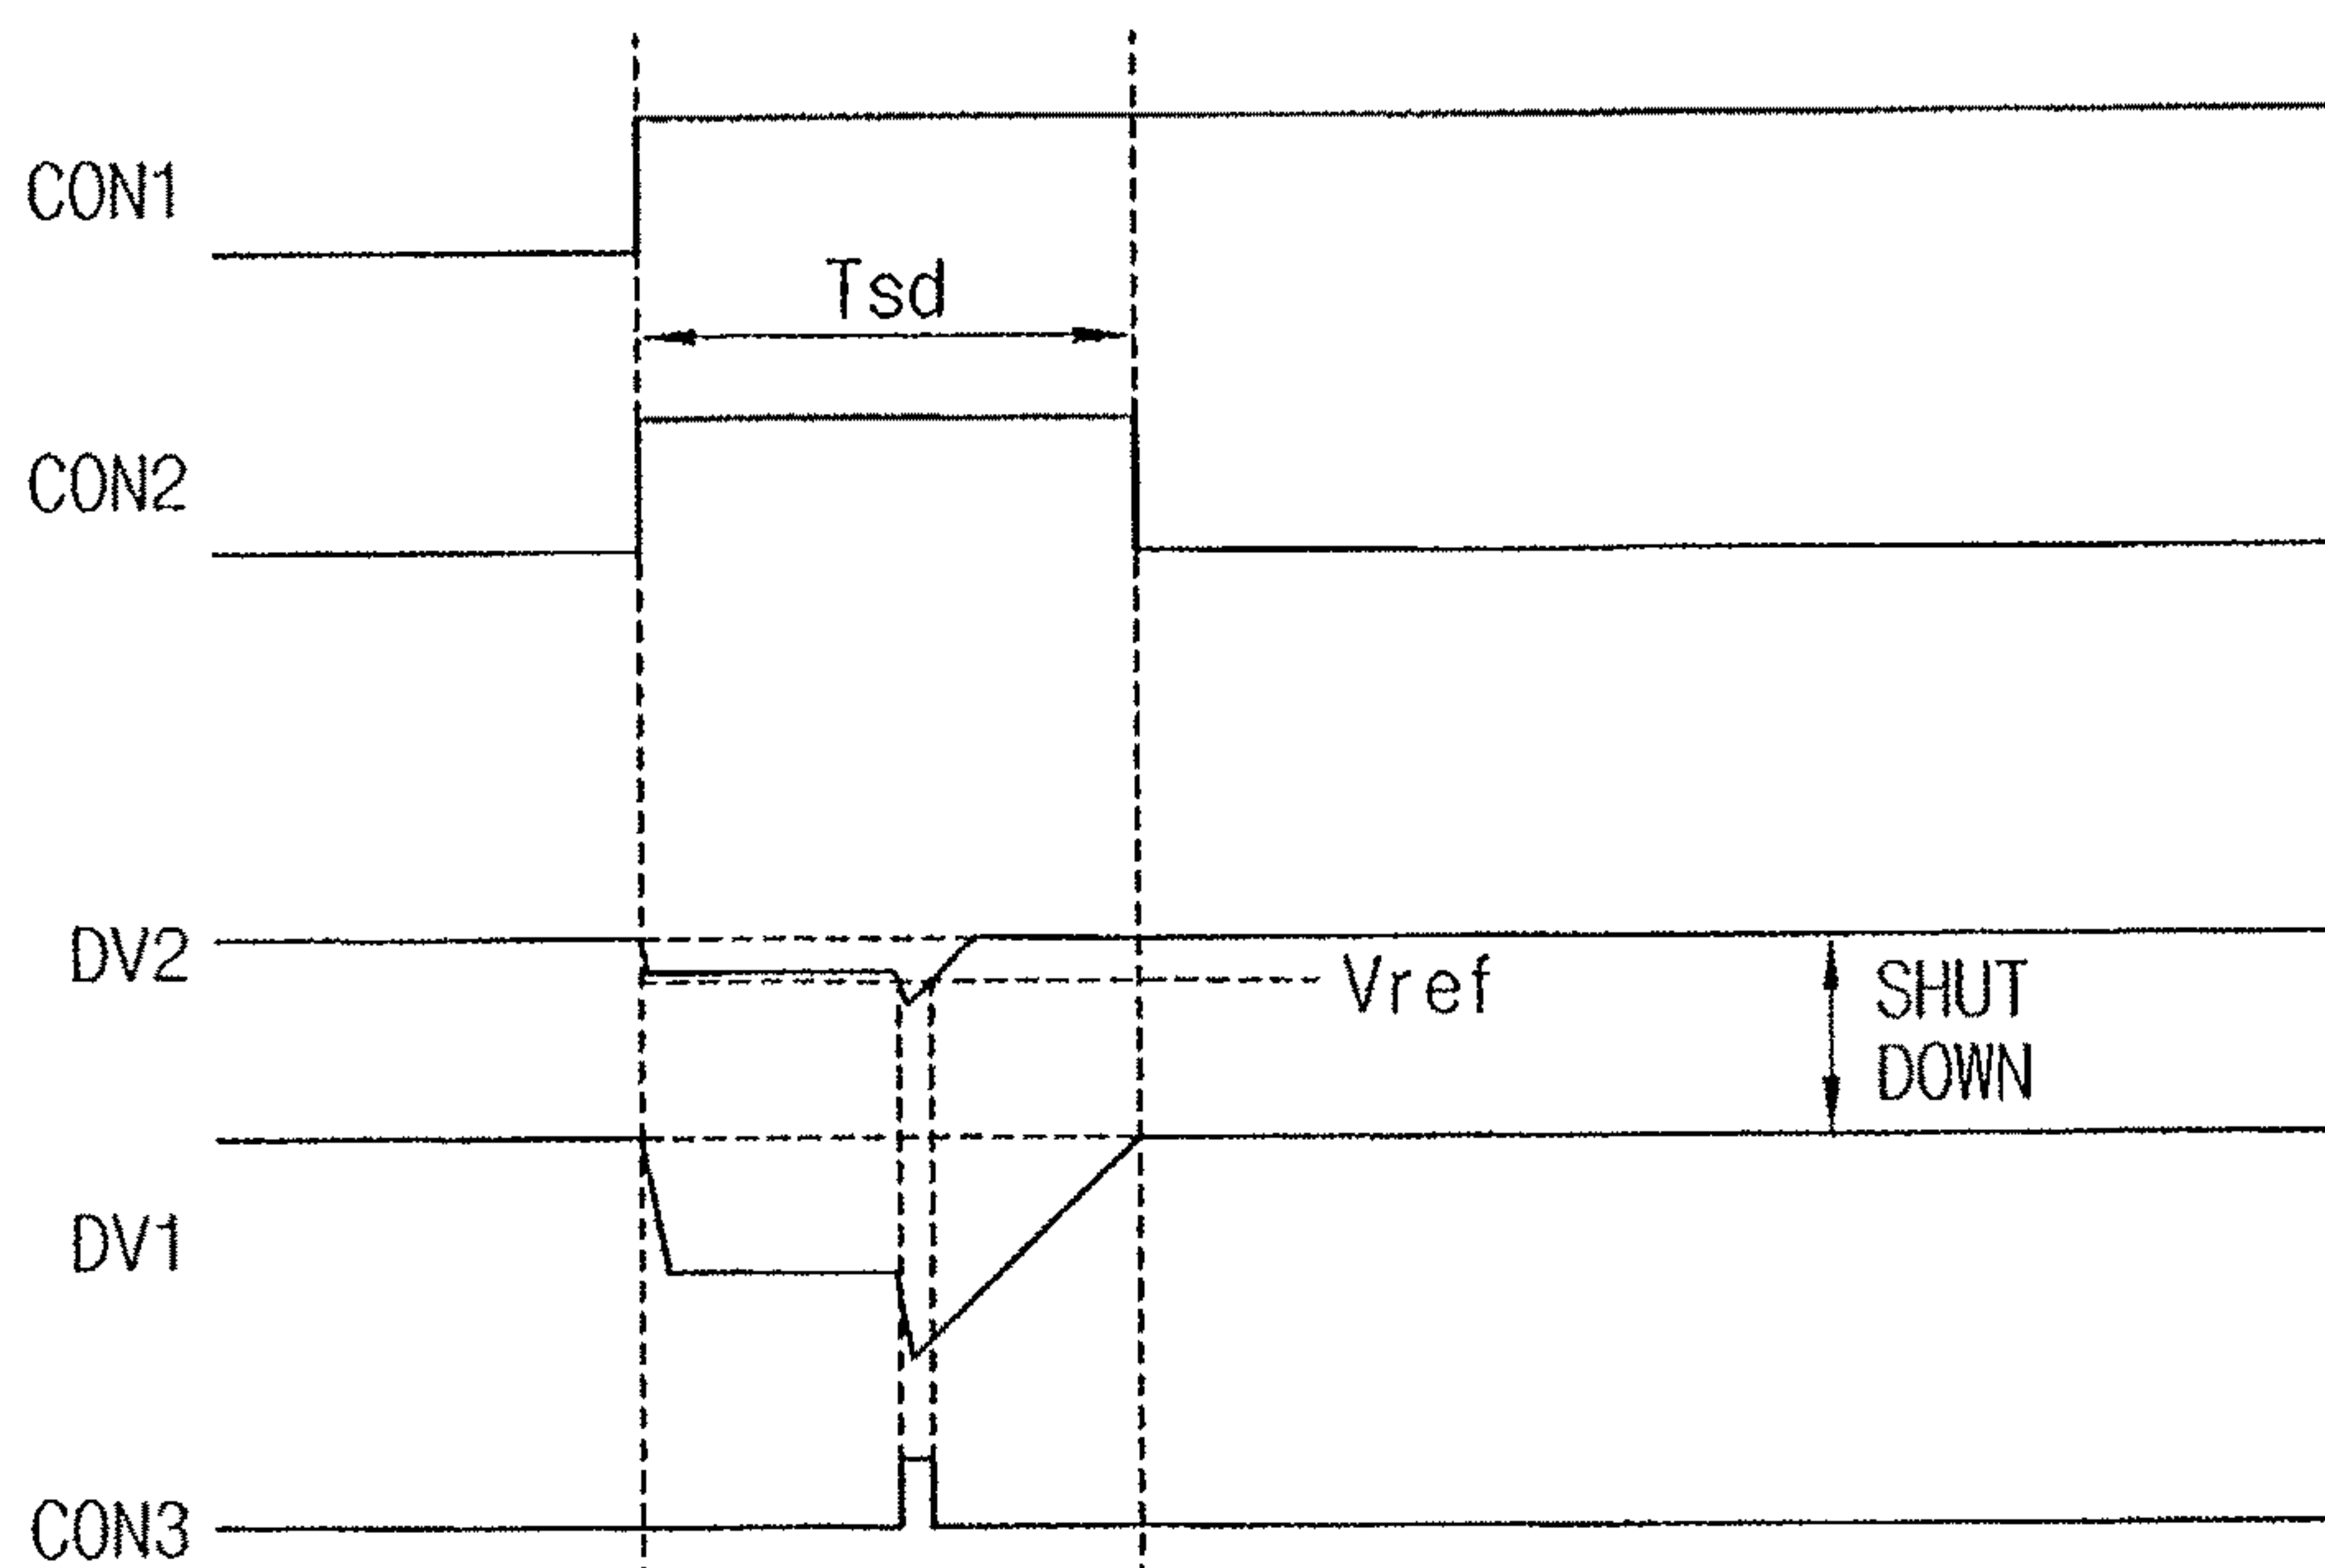 CON1
Tsd
CON2
DV2
Vref
SHUT
DOWN
DV1
CON3